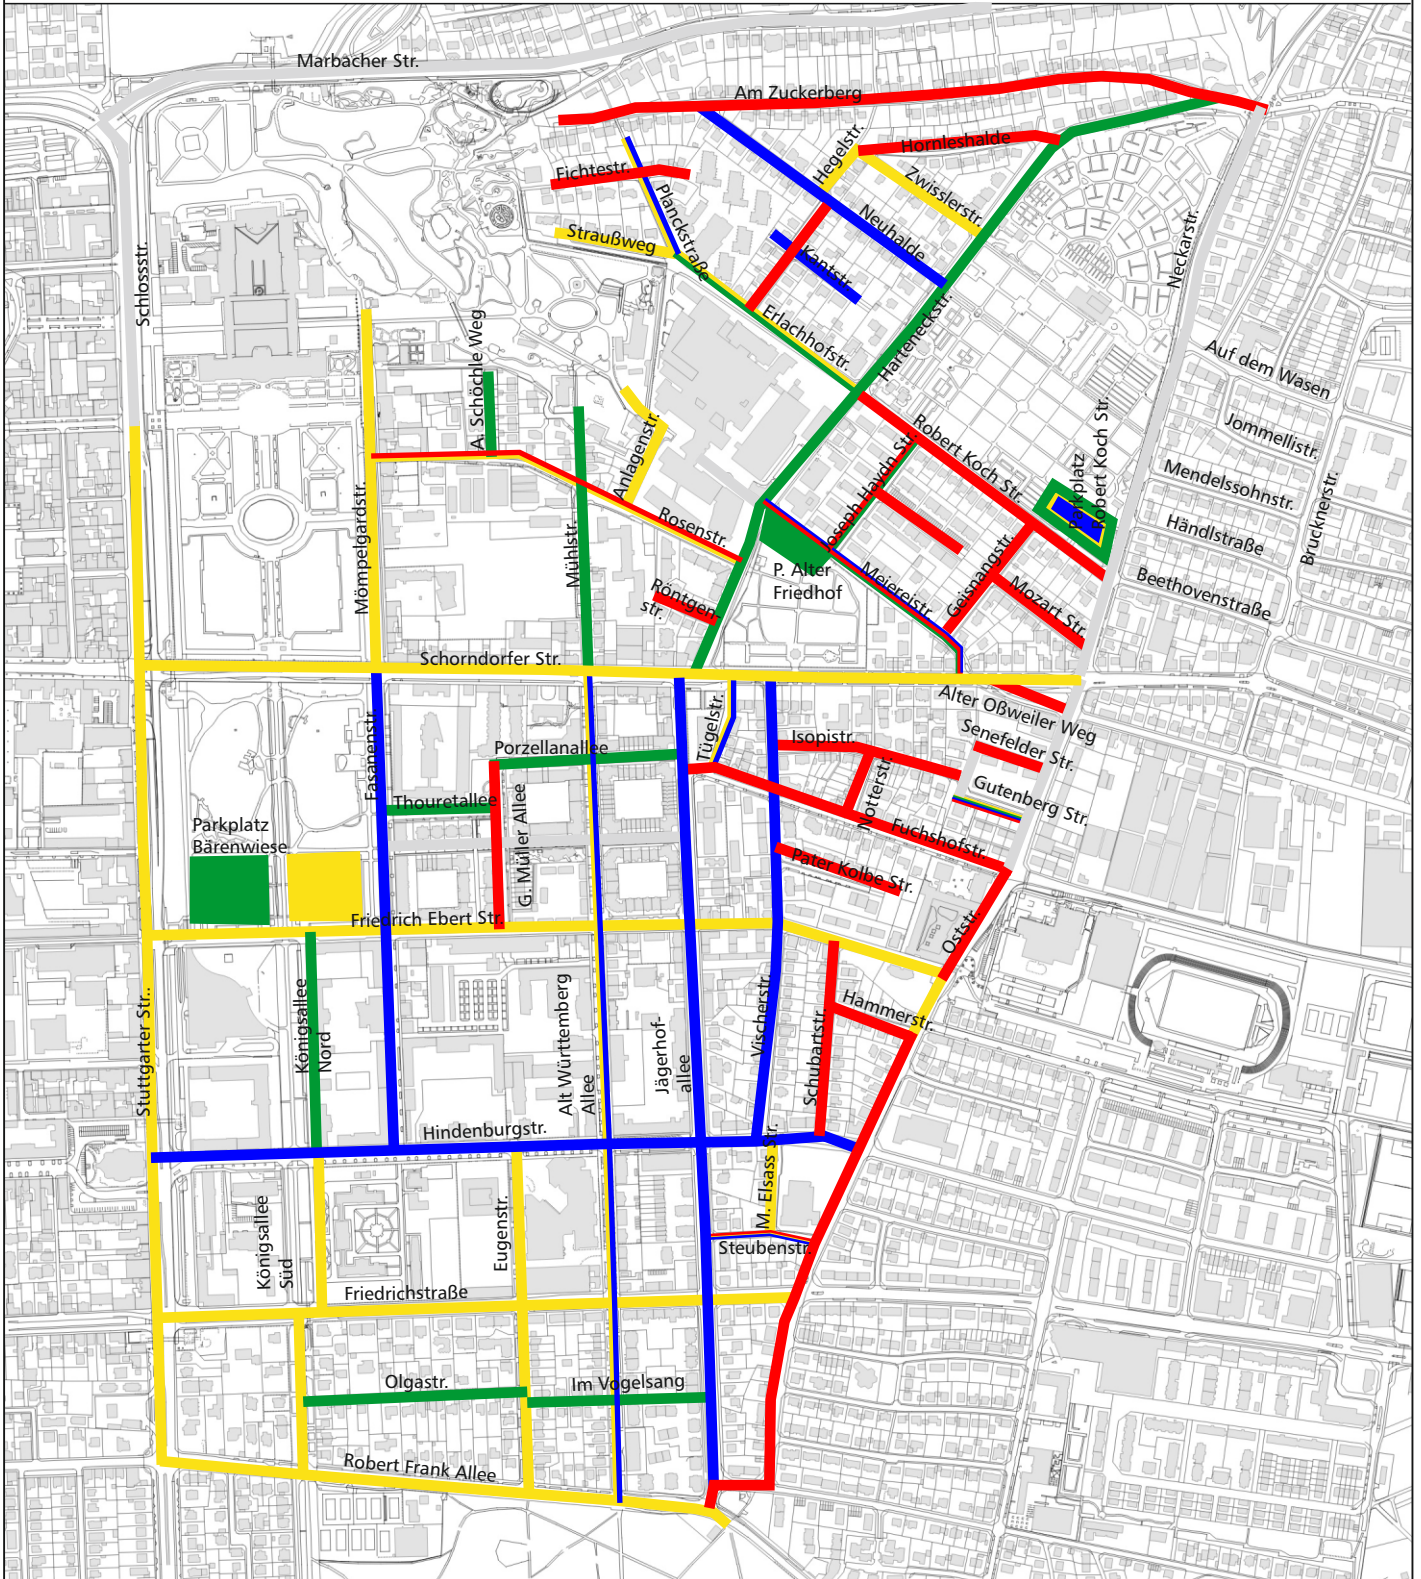 Marbacher Str.
Am Zuckerberg
Hegelstr.
Hornleshalde
Fichtestr.
Zwisslerstr.
Planckstraße
Neuhalde
Straußweg
Kantstr.
Neckarstr.
Schlossstr.
Erlachhofstr.
Harteneckstr.
A. Schöchle Weg
Auf dem Wasen
Anlagenstr.
Jommellistr.
Robert Koch Str.
Parkplatz
Robert Koch Str.
Joseph Haydn Str.
Mendelssohnstr.
Mömpelgardstr.
Rosenstr.
Händlstraße
Brucknerstr.
Mühlstr.
P. Alter
Friedhof
Meiereistr.
Geisnangstr.
Mozart Str.
Beethovenstraße
Röntgen-
str.
Schorndorfer Str.
Alter Oßweiler Weg
Fasanenstr.
Tügelstr.
Isopistr.
Senefelder Str.
Porzellanallee
Notterstr.
Gutenberg Str.
Thouretallee
G. Müller Allee
Fuchshofstr.
Parkplatz
Bärenwiese
Pater Kolbe Str.
Friedrich Ebert Str.
Oststr.
Königsallee
Nord
Alt Württemberg
Allee
Jägerhof-
allee
Vischerstr.
Schubartstr.
Hammerstr.
Stuttgarter Str..
Hindenburgstr.
M. Elsass Str.
Königsallee
Süd
Eugenstr.
Steubenstr.
Friedrichstraße
Olgastr.
Im Vogelsang
Robert Frank Allee